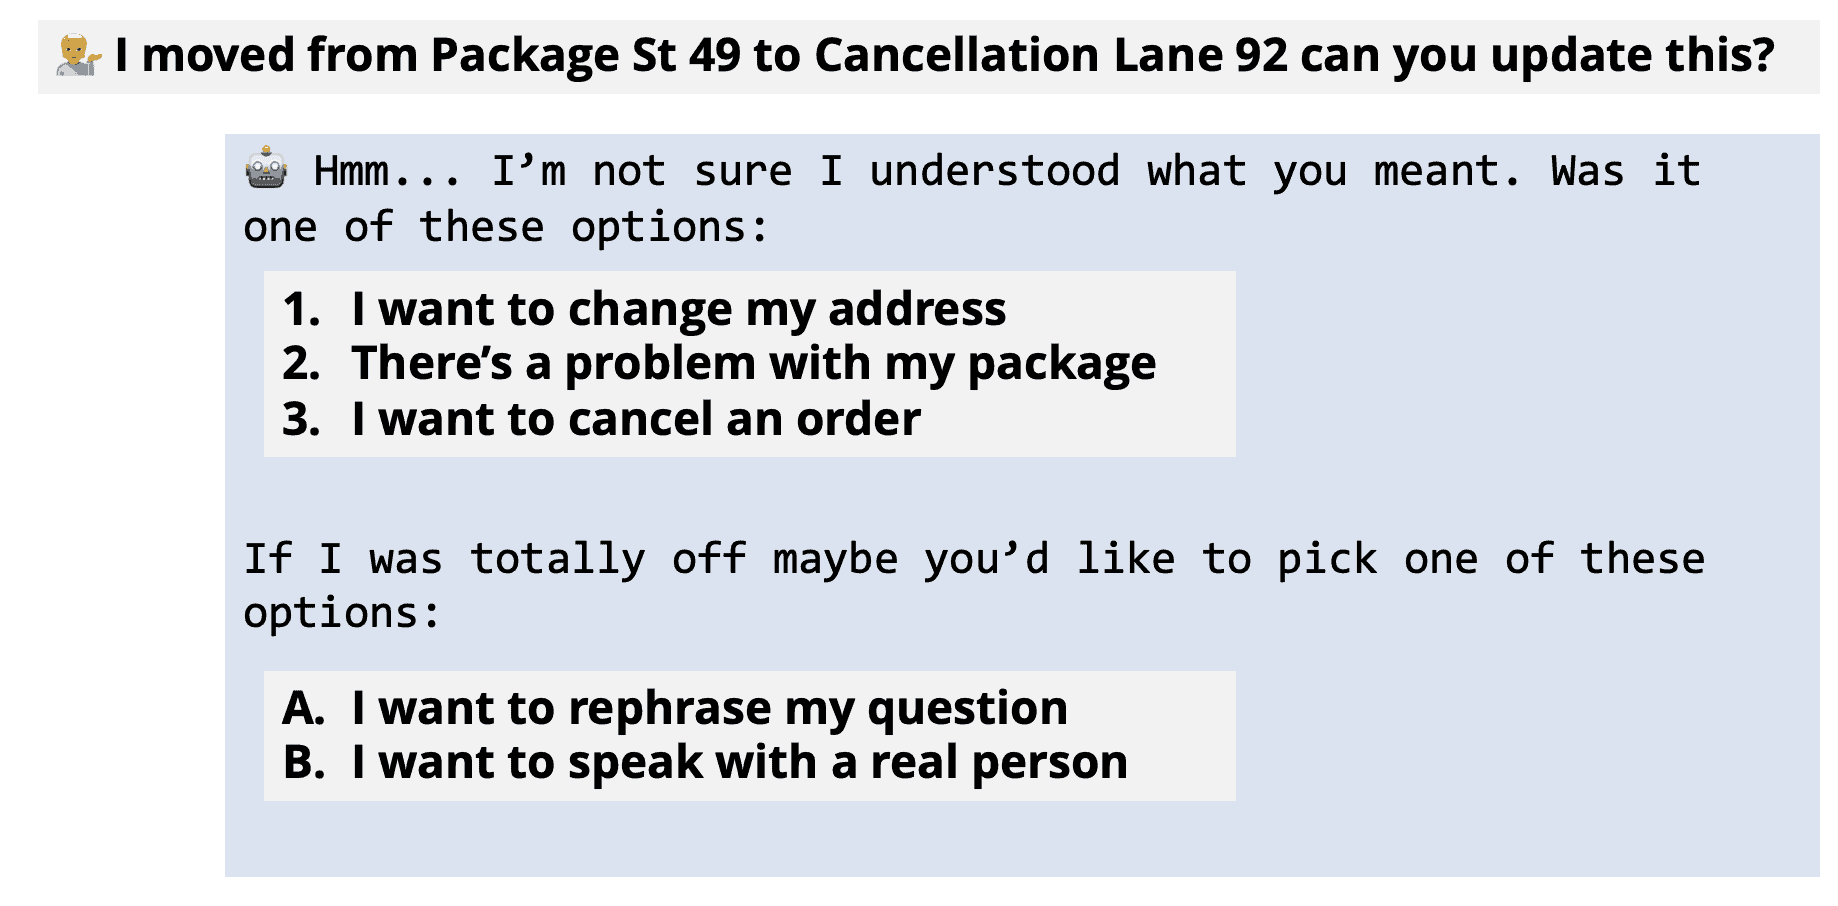 I moved from Package St 49 to Cancellation Lane 92 can you update this?
Hmm... I’m not sure I understood what you meant. Was it
one of these options:
1. I want to change my address
2. There’s a problem with my package
3. I want to cancel an order
If I was totally off maybe you’d like to pick one of these
options:
A. I want to rephrase my question
B. I want to speak with a real person